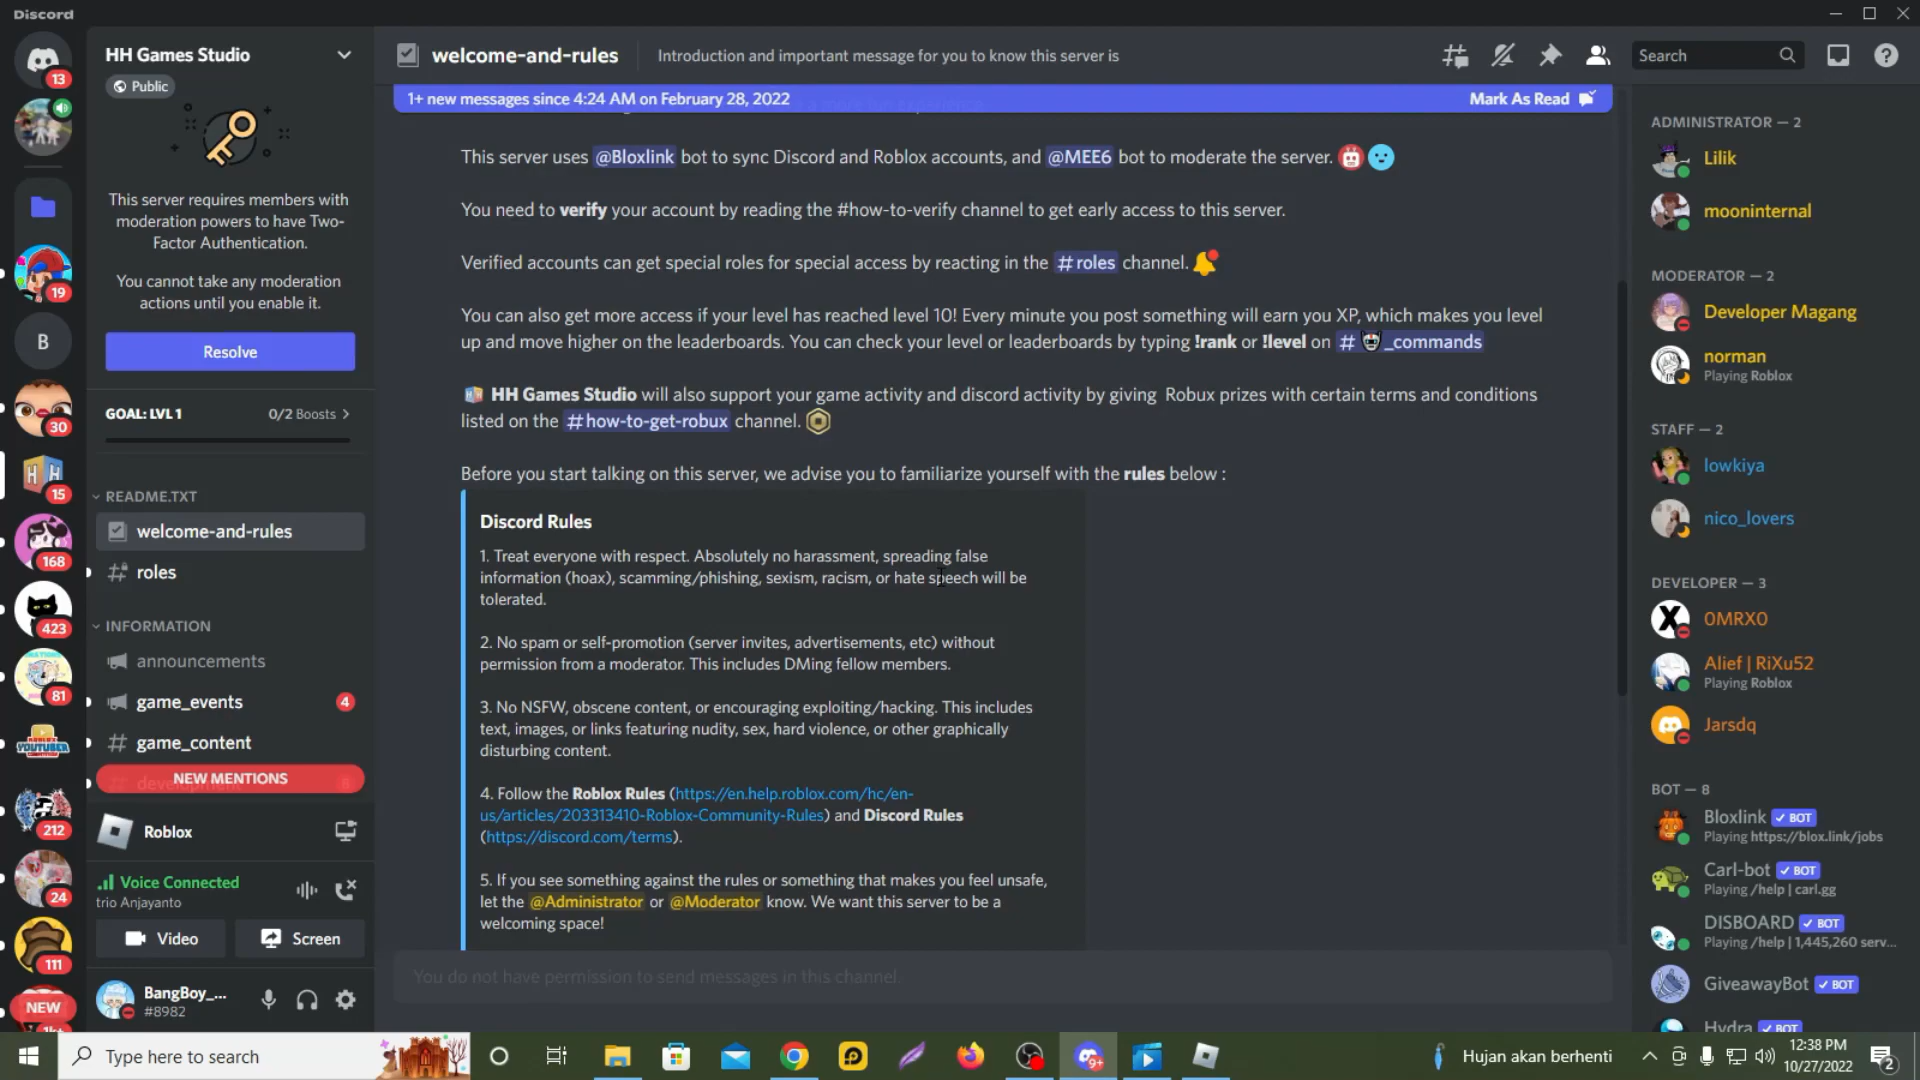 Discord
13
19
B
30
15
168
423
81
YOUTUBER
212
24
111
NEW
HH Games Studio
Public
This server requires members with
moderation powers to have Two-
Factor Authentication.
You cannot take any moderation
actions until you enable it.
Resolve
GOAL: LVL 1
0/2 Boosts
README.TXT
welcome-and-rules
roles
INFORMATION
announcements
game_events
4
game_content
NEW MENTIONS
Roblox
Voice Connected
trio Anjayanto
Video
Screen
BangBoy_...
#8982
welcome-and-rules
Introduction and important message for you to know this server is
Search
1+ new messages since 4:24 AM on February 28, 2022
Mark As Read
This server uses @Bloxlink bot to sync Discord and Roblox accounts, and @MEE6 bot to moderate the server.
You need to verify your account by reading the #how-to-verify channel to get early access to this server.
Verified accounts can get special roles for special access by reacting in the # roles channel.
You can also get more access if your level has reached level 10! Every minute you post something will earn you XP, which makes you level
up and move higher on the leaderboards. You can check your level or leaderboards by typing !rank or !level on # _commands
HH Games Studio will also support your game activity and discord activity by giving Robux prizes with certain terms and conditions
listed on the # how-to-get-robux channel.
Before you start talking on this server, we advise you to familiarize yourself with the rules below :
Discord Rules
1. Treat everyone with respect. Absolutely no harassment, spreading false
information (hoax), scamming/phishing, sexism, racism, or hate speech will be
tolerated.
2. No spam or self-promotion (server invites, advertisements, etc) without
permission from a moderator. This includes DMing fellow members.
3. No NSFW, obscene content, or encouraging exploiting/hacking. This includes
text, images, or links featuring nudity, sex, hard violence, or other graphically
disturbing content.
4. Follow the Roblox Rules (https://en.help.roblox.com/hc/en-
us/articles/203313410-Roblox-Community-Rules) and Discord Rules
(https://discord.com/terms).
5. If you see something against the rules or something that makes you feel unsafe,
let the @Administrator or @Moderator know. We want this server to be a
welcoming space!
You do not have permission to send messages in this channel.
ADMINISTRATOR — 2
Lilik
mooninternal
MODERATOR — 2
Developer Magang
norman
Playing Roblox
STAFF — 2
lowkiya
nico_lovers
DEVELOPER — 3
0MRX0
Alief | RiXu52
Playing Roblox
Jarsdq
BOT — 8
Bloxlink BOT
Playing https://blox.link/jobs
Carl-bot BOT
Playing /help | carl.gg
DISBOARD BOT
Playing /help | 1,445,260 serv...
GiveawayBot BOT
Hydra BOT
Type here to search
9+
Hujan akan berhenti
12:38 PM
10/27/2022
2